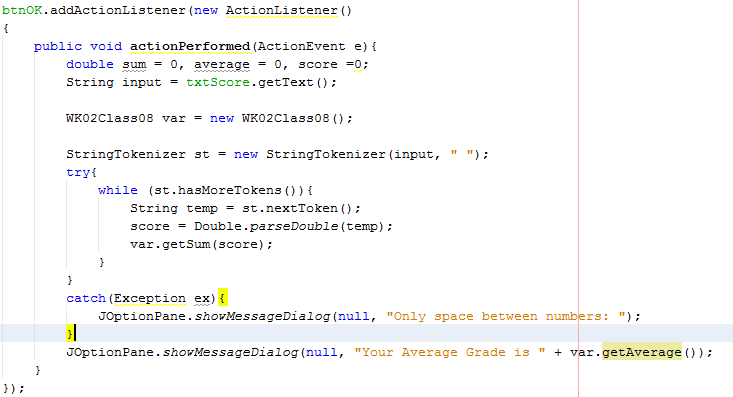 btnOK.addActionListener(new ActionListener()
{
    public void actionPerformed(ActionEvent e){
        double sum = 0, average = 0, score =0;
        String input = txtScore.getText();
        WK02Class08 var = new WK02Class08();
        StringTokenizer st = new StringTokenizer(input, " ");
        try{
            while (st.hasMoreTokens()){
                String temp = st.nextToken();
                score = Double.parseDouble(temp);
                var.getSum(score);
            }
        }
        catch(Exception ex){
            JOptionPane.showMessageDialog(null, "Only space between numbers: ");
        }
        JOptionPane.showMessageDialog(null, "Your Average Grade is " + var.getAverage());
    }
});